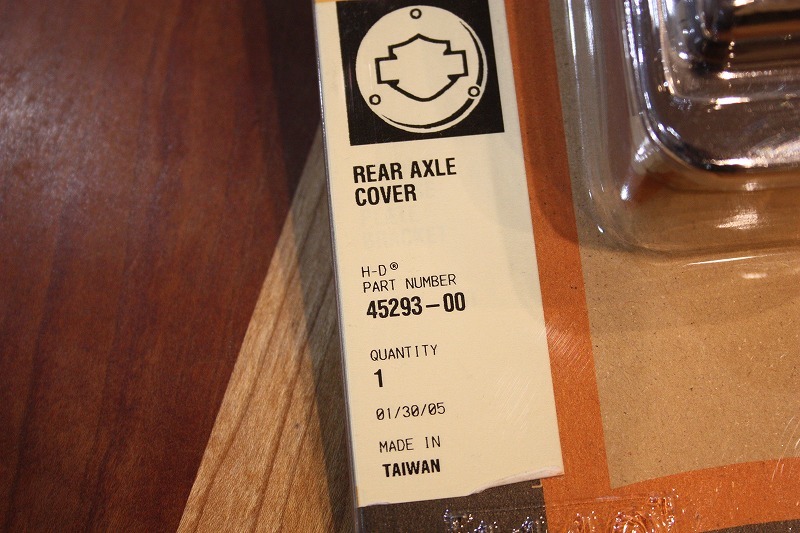 REAR AXLE
COVER
H-D®
PART NUMBER
45293-00
QUANTITY
1
01/30/05
MADE IN
TAIWAN